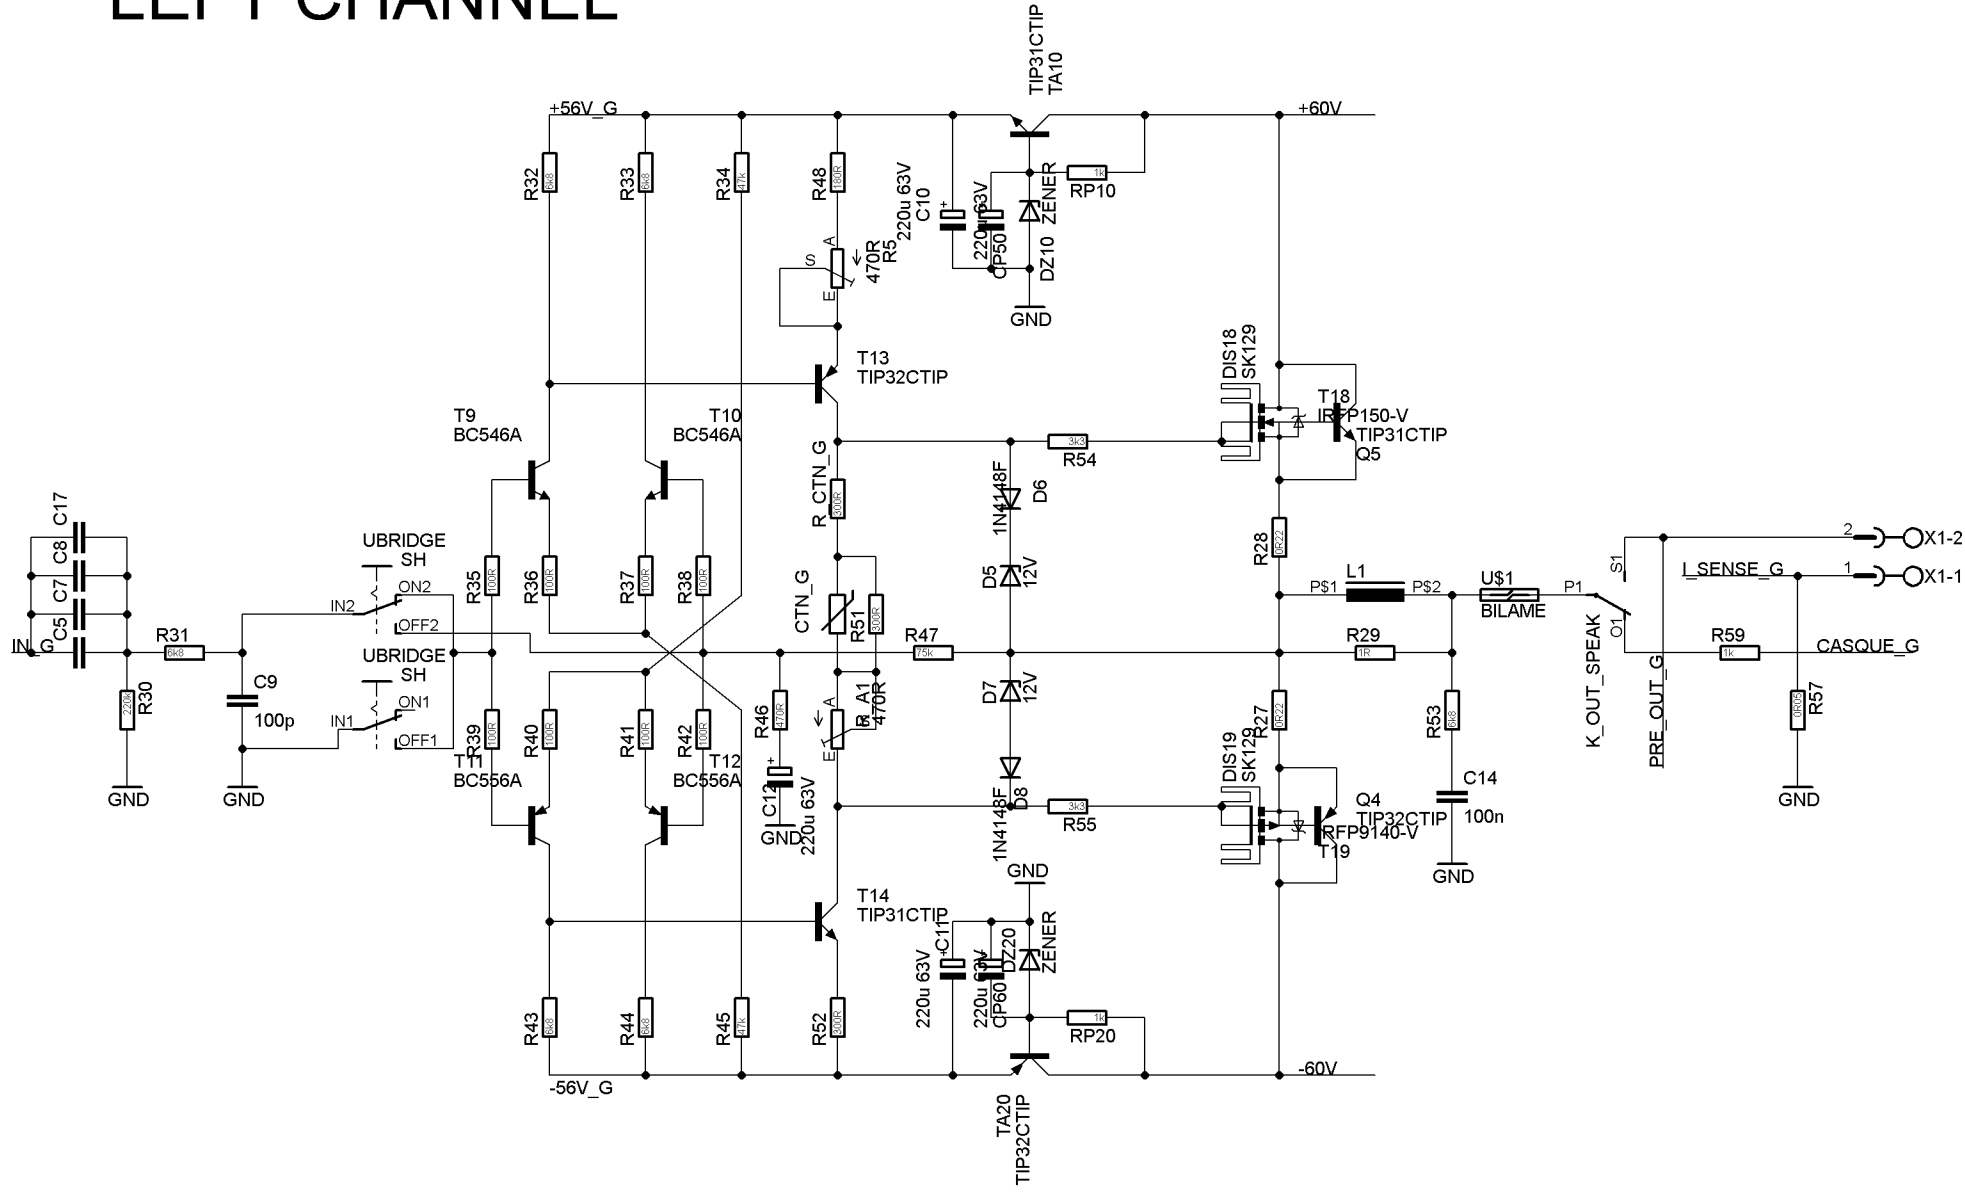 LEFT CHANNEL
TIP31CTIP
TA10
+56V_G
+60V
R32
6k8
R33
6k8
R34
47k
R48
180R
220u 63V
C10
220u 63V
CP50
ZENER
DZ10
1k
RP10
GND
A
S
E
470R
R5
T13
TIP32CTIP
DIS18
SK129
T18
IRFP150-V
TIP31CTIP
Q5
T9
BC546A
T10
BC546A
R_CTN_G
300R
3k3
R54
1N4148F
D6
C17
C8
C7
C5
IN_G
UBRIDGE
SH
ON2
IN2
OFF2
R35
100R
R36
100R
R37
100R
R38
100R
CTN_G
R51
300R
D5
12V
R28
0R22
P$1
L1
P$2
U$1
BILAME
P1
S1
O1
2
X1-2
I_SENSE_G
1
X1-1
R31
6k8
R30
220k
GND
C9
100p
GND
UBRIDGE
SH
ON1
IN1
OFF1
R39
100R
R40
100R
R41
100R
R42
100R
T11
BC556A
T12
BC556A
R46
470R
C12
220u 63V
GND
A
R_A1
470R
E
R47
75k
D7
12V
D8
1N4148F
3k3
R55
R27
0R22
DIS19
SK129
Q4
TIP32CTIP
IRFP9140-V
T19
R29
1R
R53
6k8
C14
100n
GND
K_OUT_SPEAK
PRE_OUT_G
R59
1k
CASQUE_G
R57
0R05
GND
T14
TIP31CTIP
GND
C11
220u 63V
220u 63V
CP60
DZ20
ZENER
1k
RP20
R43
6k8
R44
6k8
R45
47k
R52
300R
-56V_G
-60V
TA20
TIP32CTIP